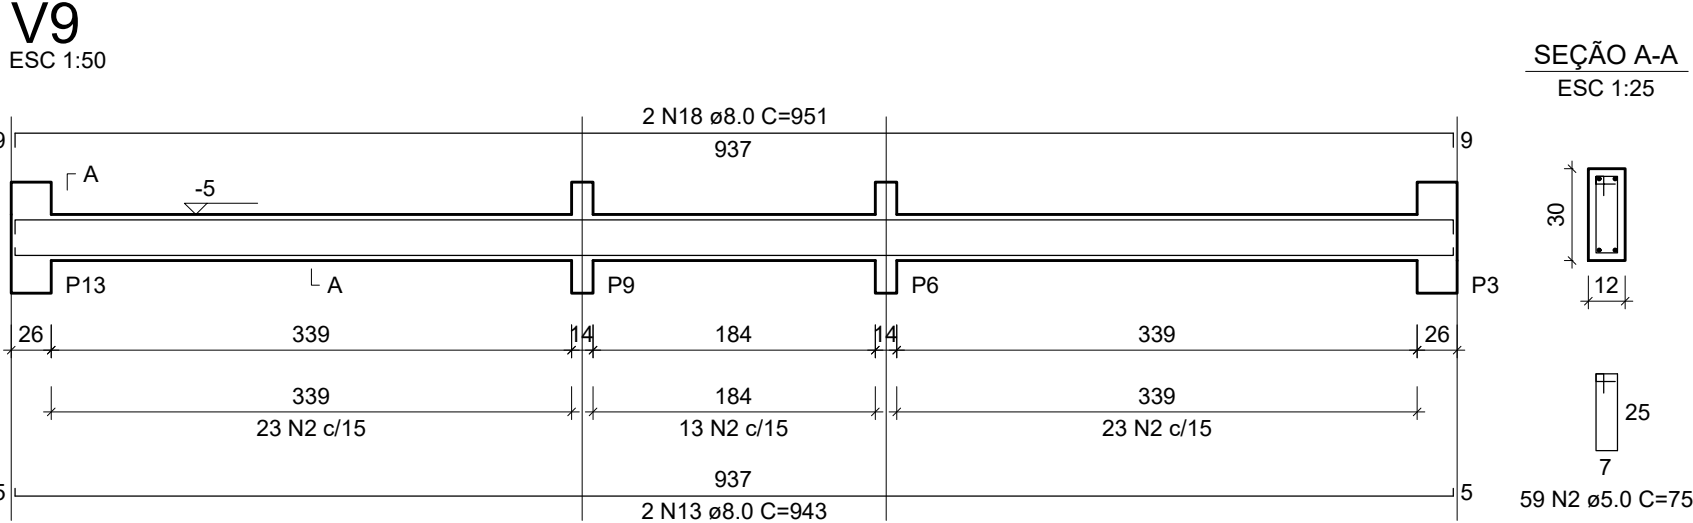 V9
ESC 1:50
SEÇÃO A-A
ESC 1:25
2 N18 ø8.0 C=951
9 937 9
A
-5
30
A
P13 P9 P6 P3
12
26 339 14 184 14 339 26
339 184 339
23 N2 c/15 13 N2 c/15 23 N2 c/15
25
7
937
5 5
2 N13 ø8.0 C=943
59 N2 ø5.0 C=75